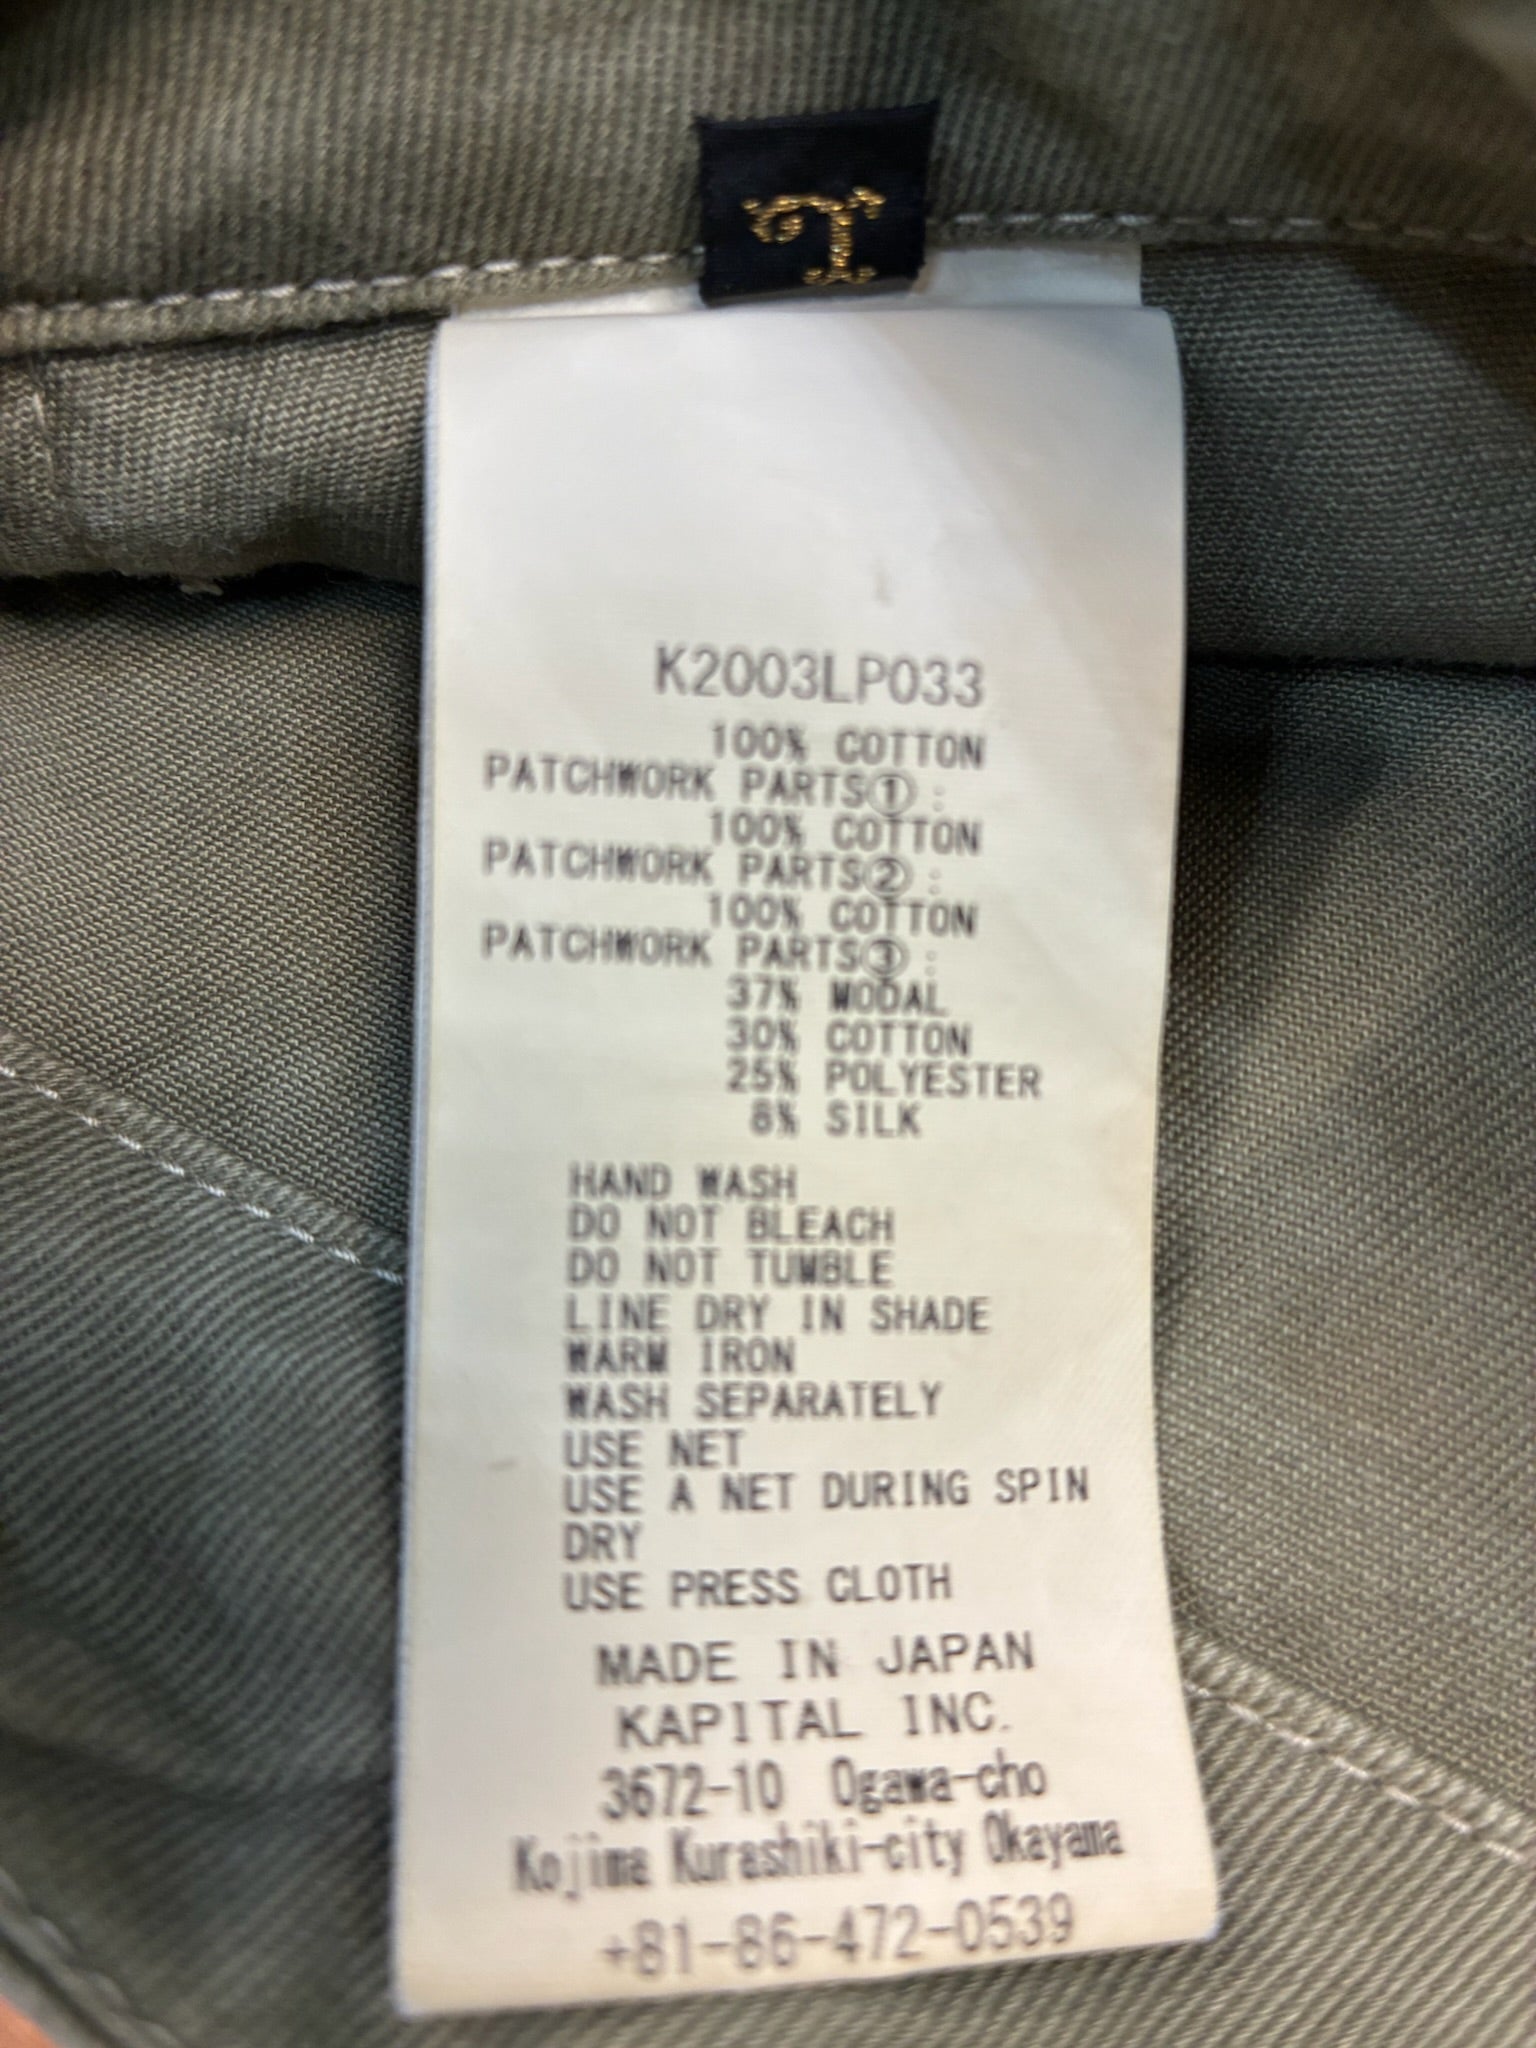 K2003LP033
100% COTTON
PATCHWORK PARTS①:
100% COTTON
PATCHWORK PARTS②:
100% COTTON
PATCHWORK PARTS③:
37% MODAL
30% COTTON
25% POLYESTER
8% SILK
HAND WASH
DO NOT BLEACH
DO NOT TUMBLE
LINE DRY IN SHADE
WARM IRON
WASH SEPARATELY
USE NET
USE A NET DURING SPIN
DRY
USE PRESS CLOTH
MADE IN JAPAN
KAPITAL INC.
3672-10 Ogawa-cho
Kojima Kurashiki-city Okayama
+81-86-472-0539